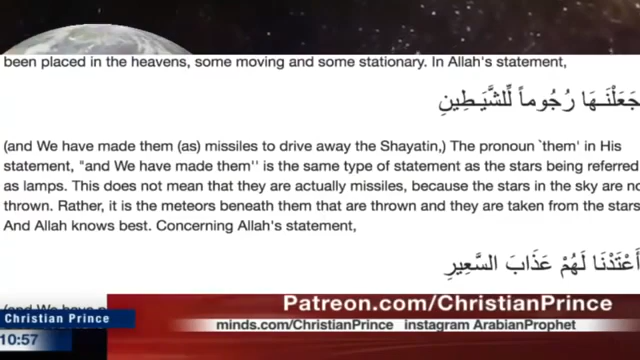 been placed in the heavens, some moving and some stationary. In Allah's statement,
جَعَلْنَـهَا رُجُوماً لِّلشَّيَـطِينِ
(and We have made them (as) missiles to drive away the Shayatin,) The pronoun `them' in His
statement, "and We have made them'' is the same type of statement as the stars being referred
as lamps. This does not mean that they are actually missiles, because the stars in the sky are no
thrown. Rather, it is the meteors beneath them that are thrown and they are taken from the stars
And Allah knows best. Concerning Allah's statement,
أَعْتَدْنَا لَهُمْ عَذَابَ السَّعِيرِ
(and We have
Patreon.com/ChristianPrince
Christian Prince
minds.com/ChristianPrince instagram ArabianProphet
10:57